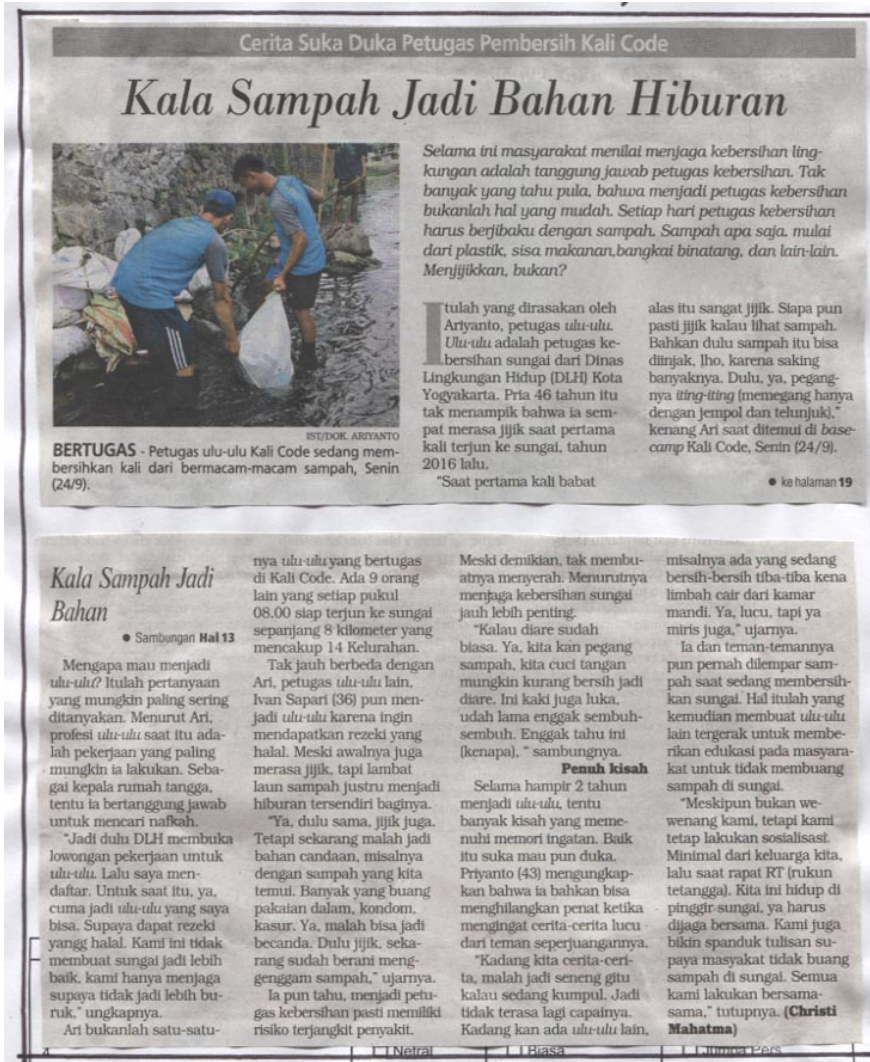 Cerita Suka Duka Petugas Pembersih Kali Code
Kala Sampah Jadi Bahan Hiburan
Selama ini masyarakat menilai menjaga kebersihan ling-
kungan adalah tanggung jawab petugas kebersihan. Tak
banyak yang tahu pula, bahwa menjadi petugas kebersihan
bukanlah hal yang mudah. Setiap hari petugas kebersihan
harus berjibaku dengan sampah. Sampah apa saja, mulai
dari plastik, sisa makanan,bangkai binatang, dan lain-lain.
Menjijikkan, bukan?
IST/DOK. ARIYANTO
BERTUGAS - Petugas ulu-ulu Kali Code sedang mem-
bersihkan kali dari bermacam-macam sampah, Senin
(24/9).
Itulah yang dirasakan oleh
Ariyanto, petugas ulu-ulu.
Ulu-ulu adalah petugas ke-
bersihan sungai dari Dinas
Lingkungan Hidup (DLH) Kota
Yogyakarta. Pria 46 tahun itu
tak menampik bahwa ia sem-
pat merasa jijik saat pertama
kali terjun ke sungai, tahun
2016 lalu.
"Saat pertama kali babat
alas itu sangat jijik. Siapa pun
pasti jijik kalau lihat sampah.
Bahkan dulu sampah itu bisa
diinjak, lho, karena saking
banyaknya. Dulu, ya, pegang-
nya iting-iting (memegang hanya
dengan jempol dan telunjuk),"
kenang Ari saat ditemui di base-
camp Kali Code, Senin (24/9).
● ke halaman 19
Kala Sampah Jadi
Bahan
● Sambungan Hal 13
Mengapa mau menjadi
ulu-ulu? Itulah pertanyaan
yang mungkin paling sering
ditanyakan. Menurut Ari,
profesi ulu-ulu saat itu ada-
lah pekerjaan yang paling
mungkin ia lakukan. Seba-
gai kepala rumah tangga,
tentu ia bertanggung jawab
untuk mencari nafkah.
"Jadi dulu DLH membuka
lowongan pekerjaan untuk
ulu-ulu. Lalu saya men-
daftar. Untuk saat itu, ya,
cuma jadi ulu-ulu yang saya
bisa. Supaya dapat rezeki
yangg halal. Kami ini tidak
membuat sungai jadi lebih
baik, kami hanya menjaga
supaya tidak jadi lebih bu-
ruk," ungkapnya.
Ari bukanlah satu-satu-
nya ulu-ulu yang bertugas
di Kali Code. Ada 9 orang
lain yang setiap pukul
08.00 siap terjun ke sungai
sepanjang 8 kilometer yang
mencakup 14 Kelurahan.
Tak jauh berbeda dengan
Ari, petugas ulu-ulu lain,
Ivan Sapari (36) pun men-
jadi ulu-ulu karena ingin
mendapatkan rezeki yang
halal. Meski awalnya juga
merasa jijik, tapi lambat
laun sampah justru menjadi
hiburan tersendiri baginya.
"Ya, dulu sama, jijik juga.
Tetapi sekarang malah jadi
bahan candaan, misalnya
dengan sampah yang kita
temui. Banyak yang buang
pakaian dalam, kondom,
kasur. Ya, malah bisa jadi
becanda. Dulu jijik, seka-
rang sudah berani meng-
genggam sampah," ujarnya.
Ia pun tahu, menjadi petu-
gas kebersihan pasti memiliki
risiko terjangkit penyakit.
Meski demikian, tak membu-
atnya menyerah. Menurutnya
menjaga kebersihan sungai
jauh lebih penting.
"Kalau diare sudah
biasa. Ya, kita kan pegang
sampah, kita cuci tangan
mungkin kurang bersih jadi
diare. Ini kaki juga luka,
udah lama enggak sembuh-
sembuh. Enggak tahu ini
(kenapa), " sambungnya.
Penuh kisah
Selama hampir 2 tahun
menjadi ulu-ulu, tentu
banyak kisah yang meme-
nuhi memori ingatan. Baik
itu suka mau pun duka.
Priyanto (43) mengungkap-
kan bahwa ia bahkan bisa
menghilangkan penat ketika
mengingat cerita-cerita lucu
dari teman seperjuangannya.
"Kadang kita cerita-ceri-
ta, malah jadi seneng gitu
kalau sedang kumpul. Jadi
tidak terasa lagi capainya.
Kadang kan ada ulu-ulu lain,
misalnya ada yang sedang
bersih-bersih tiba-tiba kena
limbah cair dari kamar
mandi. Ya, lucu, tapi ya
miris juga," ujarnya.
Ia dan teman-temannya
pun pernah dilempar sam-
pah saat sedang membersih-
kan sungai. Hal itulah yang
kemudian membuat ulu-ulu
lain tergerak untuk membe-
rikan edukasi pada masyara-
kat untuk tidak membuang
sampah di sungai.
"Meskipun bukan we-
wenang kami, tetapi kami
tetap lakukan sosialisasi.
Minimal dari keluarga kita,
lalu saat rapat RT (rukun
tetangga). Kita ini hidup di
pinggir sungai, ya harus
dijaga bersama. Kami juga
bikin spanduk tulisan su-
paya masyakat tidak buang
sampah di sungai. Semua
kami lakukan bersama-
sama," tutupnya. (Christi
Mahatma)
Netral
Biasa
Jumpa Pers